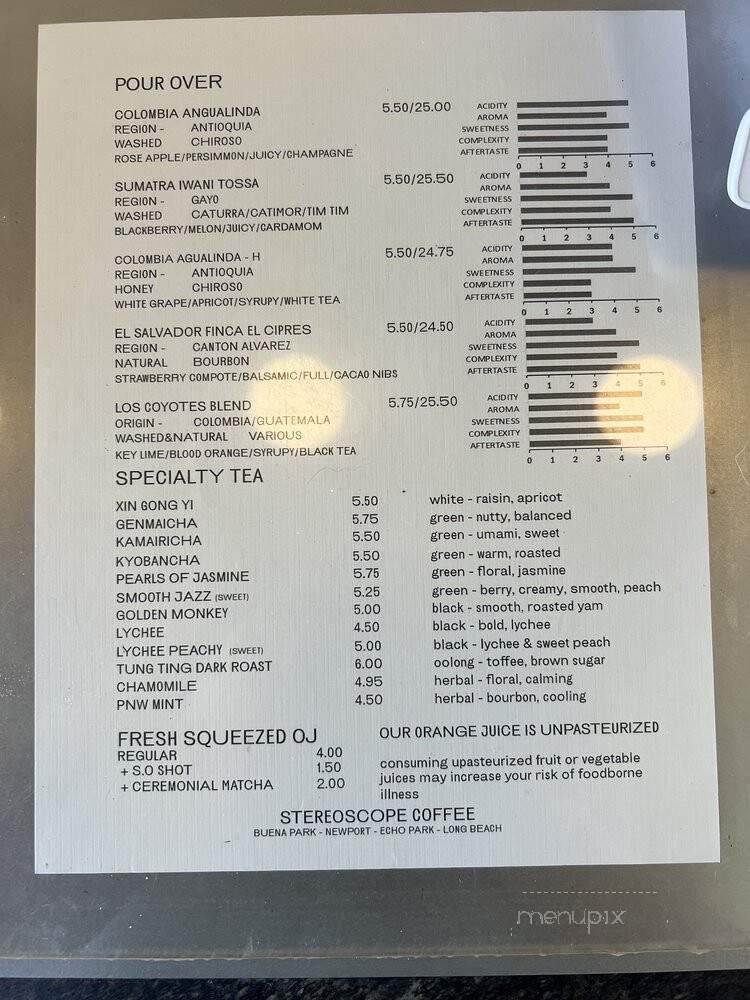 POUR OVER
COLOMBIA ANGUALINDA 5.50/25.00
REGION - ANTIOQUIA
WASHED CHIROSO
ROSE APPLE/PERSIMMON/JUICY/CHAMPAGNE
ACIDITY
AROMA
SWEETNESS
COMPLEXITY
AFTERTASTE
0 1 2 3 4 5 6
SUMATRA IWANI TOSSA 5.50/25.50
REGION - GAYO
WASHED CATURRA/CATIMOR/TIM TIM
BLACKBERRY/MELON/JUICY/CARDAMOM
ACIDITY
AROMA
SWEETNESS
COMPLEXITY
AFTERTASTE
0 1 2 3 4 5 6
COLOMBIA AGUALINDA - H 5.50/24.75
REGION - ANTIOQUIA
HONEY CHIROSO
WHITE GRAPE/APRICOT/SYRUPY/WHITE TEA
ACIDITY
AROMA
SWEETNESS
COMPLEXITY
AFTERTASTE
0 1 2 3 4 5 6
EL SALVADOR FINCA EL CIPRES 5.50/24.50
REGION - CANTON ALVAREZ
NATURAL BOURBON
STRAWBERRY COMPOTE/BALSAMIC/FULL/CACAO NIBS
ACIDITY
AROMA
SWEETNESS
COMPLEXITY
AFTERTASTE
0 1 2 3 4 5 6
LOS COYOTES BLEND 5.75/25.50
ORIGIN - COLOMBIA/GUATEMALA
WASHED&NATURAL VARIOUS
KEY LIME/BLOOD ORANGE/SYRUPY/BLACK TEA
ACIDITY
AROMA
SWEETNESS
COMPLEXITY
AFTERTASTE
0 1 2 3 4 5 6
SPECIALTY TEA
XIN GONG YI 5.50 white - raisin, apricot
GENMAICHA 5.75 green - nutty, balanced
KAMAIRICHA 5.50 green - umami, sweet
KYOBANCHA 5.50 green - warm, roasted
PEARLS OF JASMINE 5.75 green - floral, jasmine
SMOOTH JAZZ (SWEET) 5.25 green - berry, creamy, smooth, peach
GOLDEN MONKEY 5.00 black - smooth, roasted yam
LYCHEE 4.50 black - bold, lychee
LYCHEE PEACHY (SWEET) 5.00 black - lychee & sweet peach
TUNG TING DARK ROAST 6.00 oolong - toffee, brown sugar
CHAMOMILE 4.95 herbal - floral, calming
PNW MINT 4.50 herbal - bourbon, cooling
FRESH SQUEEZED OJ
REGULAR 4.00
+ S.O SHOT 1.50
+ CEREMONIAL MATCHA 2.00
OUR ORANGE JUICE IS UNPASTEURIZED
consuming upasteurized fruit or vegetable
juices may increase your risk of foodborne
illness
STEREOSCOPE COFFEE
BUENA PARK - NEWPORT - ECHO PARK - LONG BEACH
menupix